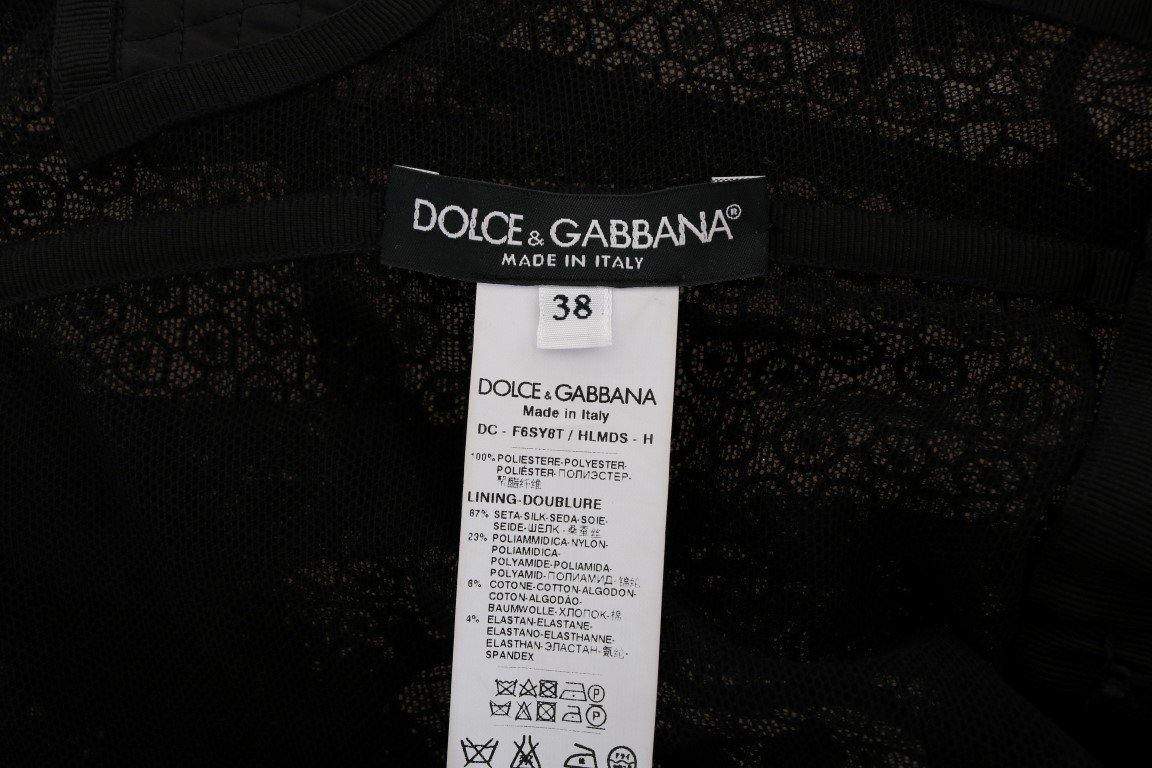 DOLCE & GABBANA®
MADE IN ITALY
38
DOLCE & GABBANA
Made in Italy
DC - F6SY8T / HLMDS - H
100% POLIESTERE-POLYESTER-
POLIÉSTER-ПОЛИЭСТЕР-
聚酯纤维
LINING-DOUBLURE
67% SETA-SILK-SEDA-SOIE-
SEIDE-ШЕЛК-桑蚕丝
23% POLIAMMIDICA-NYLON-
POLIAMIDICA-
POLYAMIDE-POLIAMIDA-
POLYAMID-ПОЛИАМИД-锦纶
6% COTONE-COTTON-ALGODON-
COTON-ALGODÃO-
BAUMWOLLE-ХЛОПОК-棉
4% ELASTAN-ELASTANE-
ELASTANO-ELASTHANNE-
ELASTHAN-ЭЛАСТАН-氨纶-
SPANDEX
P
P